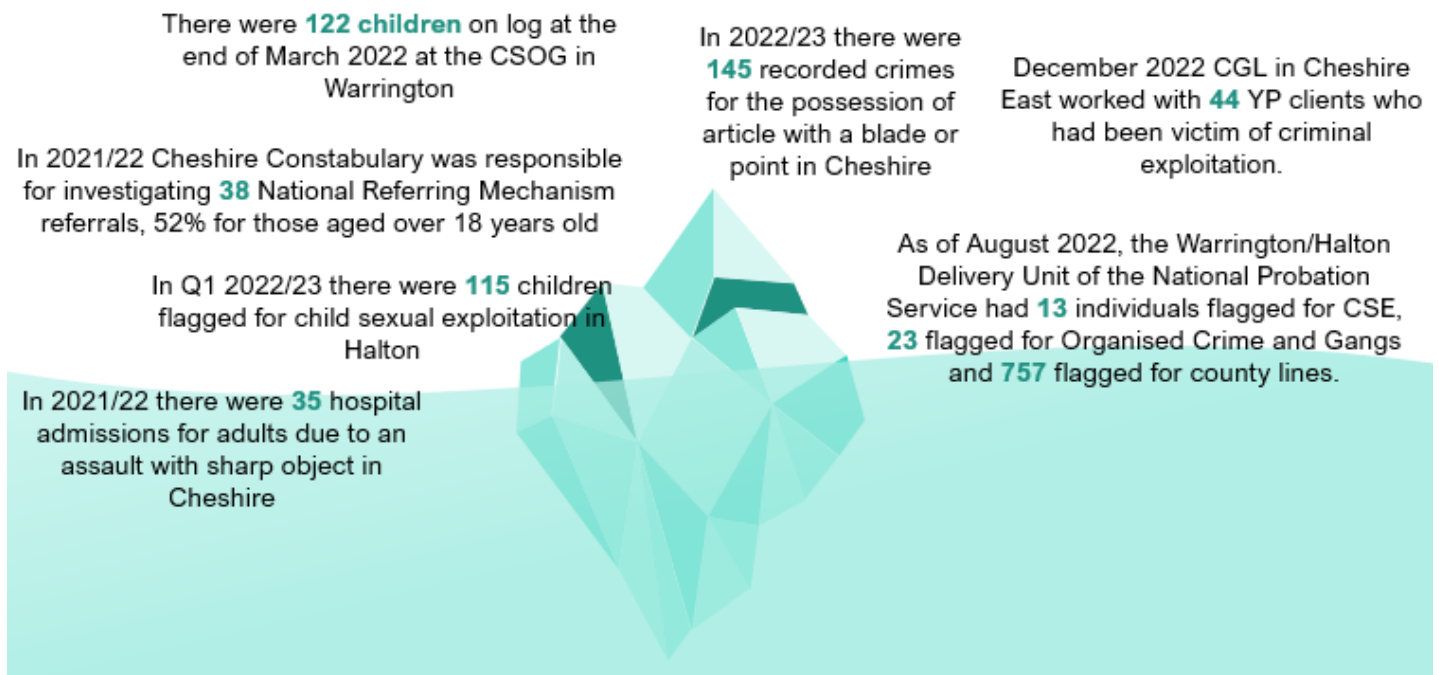 There were 122 children on log at the
end of March 2022 at the CSOG in
Warrington
In 2021/22 Cheshire Constabulary was responsible
for investigating 38 National Referring Mechanism
referrals, 52% for those aged over 18 years old
In Q1 2022/23 there were 115 children
flagged for child sexual exploitation in
Halton
In 2021/22 there were 35 hospital
admissions for adults due to an
assault with sharp object in
Cheshire
In 2022/23 there were
145 recorded crimes
for the possession of
article with a blade or
point in Cheshire
December 2022 CGL in Cheshire
East worked with 44 YP clients who
had been victim of criminal
exploitation.
As of August 2022, the Warrington/Halton
Delivery Unit of the National Probation
Service had 13 individuals flagged for CSE,
23 flagged for Organised Crime and Gangs
and 757 flagged for county lines.